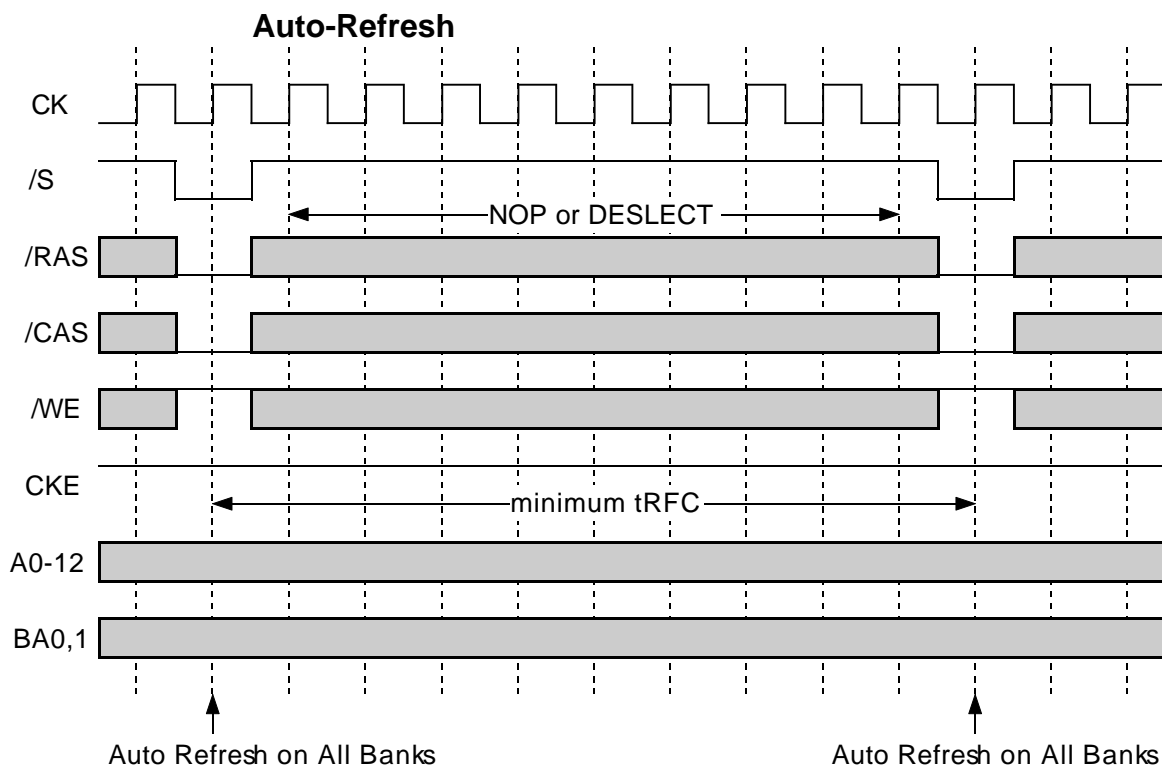 Auto-Refresh
CK
/S
NOP or DESLECT
/RAS
/CAS
/WE
CKE
minimum tRFC
A0-12
BA0,1
Auto Refresh on All Banks
Auto Refresh on All Banks